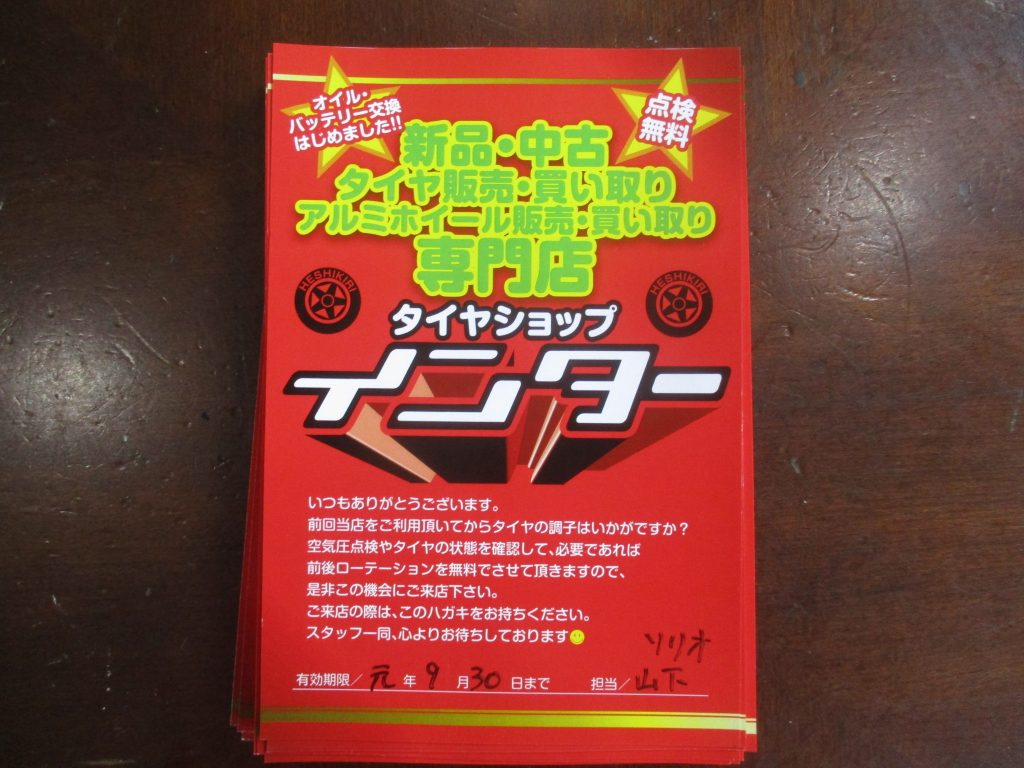 オイル・
バッテリー交換
はじめました!!
点検
無料
新品・中古
タイヤ販売・買い取り
アルミホイール販売・買い取り
専門店
HESHIKIRI
HESHIKIRI
タイヤショップ
インター
いつもありがとうございます。
前回当店をご利用頂いてからタイヤの調子はいかがですか?
空気圧点検やタイヤの状態を確認して、必要であれば
前後ローテーションを無料でさせて頂きますので、
是非この機会にご来店下さい。
ご来店の際は、このハガキをお持ちください。
スタッフ一同、心よりお待ちしております
ソリオ
有効期限/元年9月30日まで 担当/山下